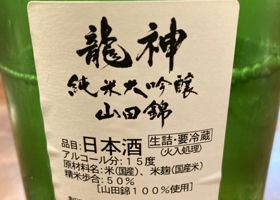 龍神
純米大吟醸
山田錦
品目:日本酒 生詰・要冷蔵
(火入処理)
アルコール分:15度
原材料名:米(国産)、米麹(国産米)
精米歩合:50%
[山田錦100%使用]